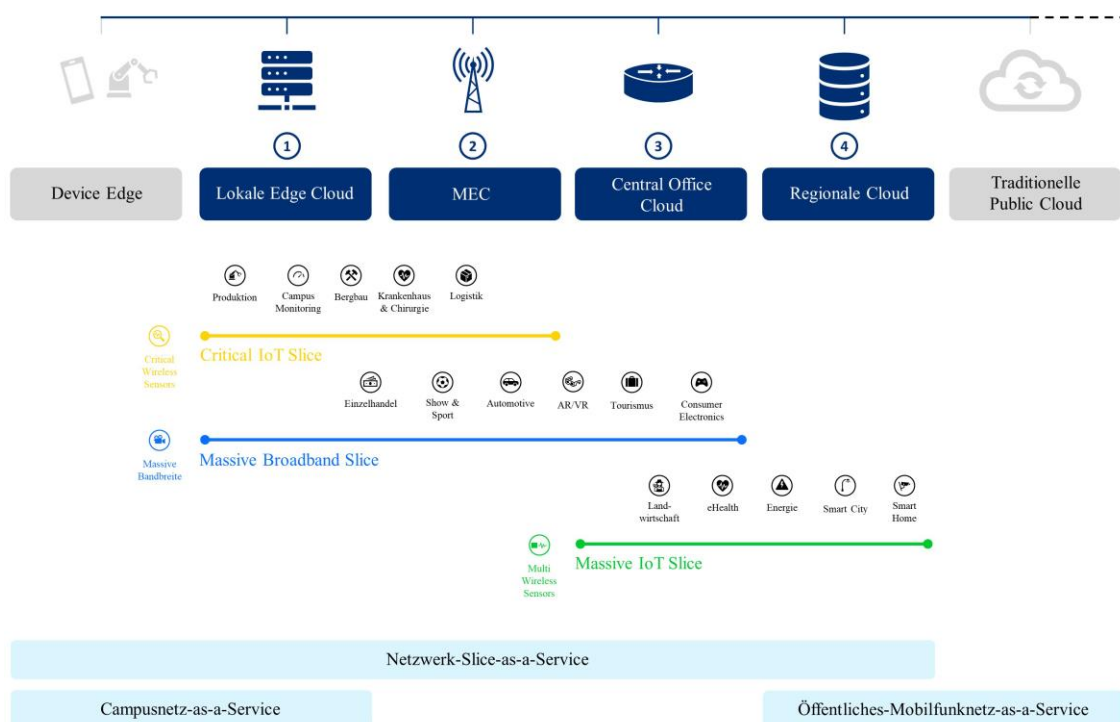 1
2
3
4
Device Edge
Lokale Edge Cloud
MEC
Central Office
Cloud
Regionale Cloud
Traditionelle
Public Cloud
Produktion
Campus
Monitoring
Bergbau
Krankenhaus
& Chirurgie
Logistik
Critical
Wireless
Sensors
Critical IoT Slice
Einzelhandel
Show &
Sport
Automotive
AR/VR
Tourismus
Consumer
Electronics
Massive
Bandbreite
Massive Broadband Slice
Land-
wirtschaft
eHealth
Energie
Smart City
Smart
Home
Multi
Wireless
Sensors
Massive IoT Slice
Netzwerk-Slice-as-a-Service
Campusnetz-as-a-Service
Öffentliches-Mobilfunknetz-as-a-Service